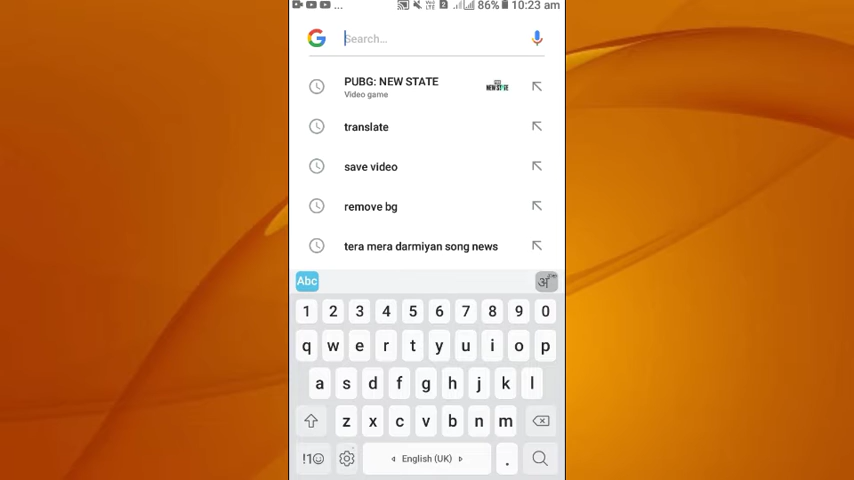 ... 86% 10:23 am
Search...
PUBG: NEW STATE
Video game
NEW STATE
translate
save video
remove bg
tera mera darmiyan song news
Abc अ
1 2 3 4 5 6 7 8 9 0
q w e r t y u i o p
a s d f g h j k l
z x c v b n m
!1☺ English (UK) .